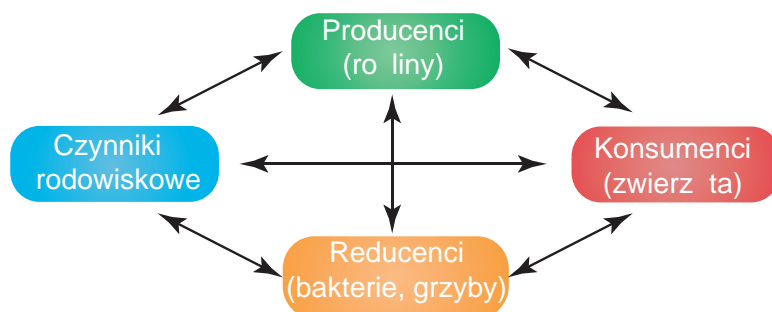 Producenci
(ro liny)
Czynniki
rodowiskowe
Konsumenci
(zwierz ta)
Reducenci
(bakterie, grzyby)